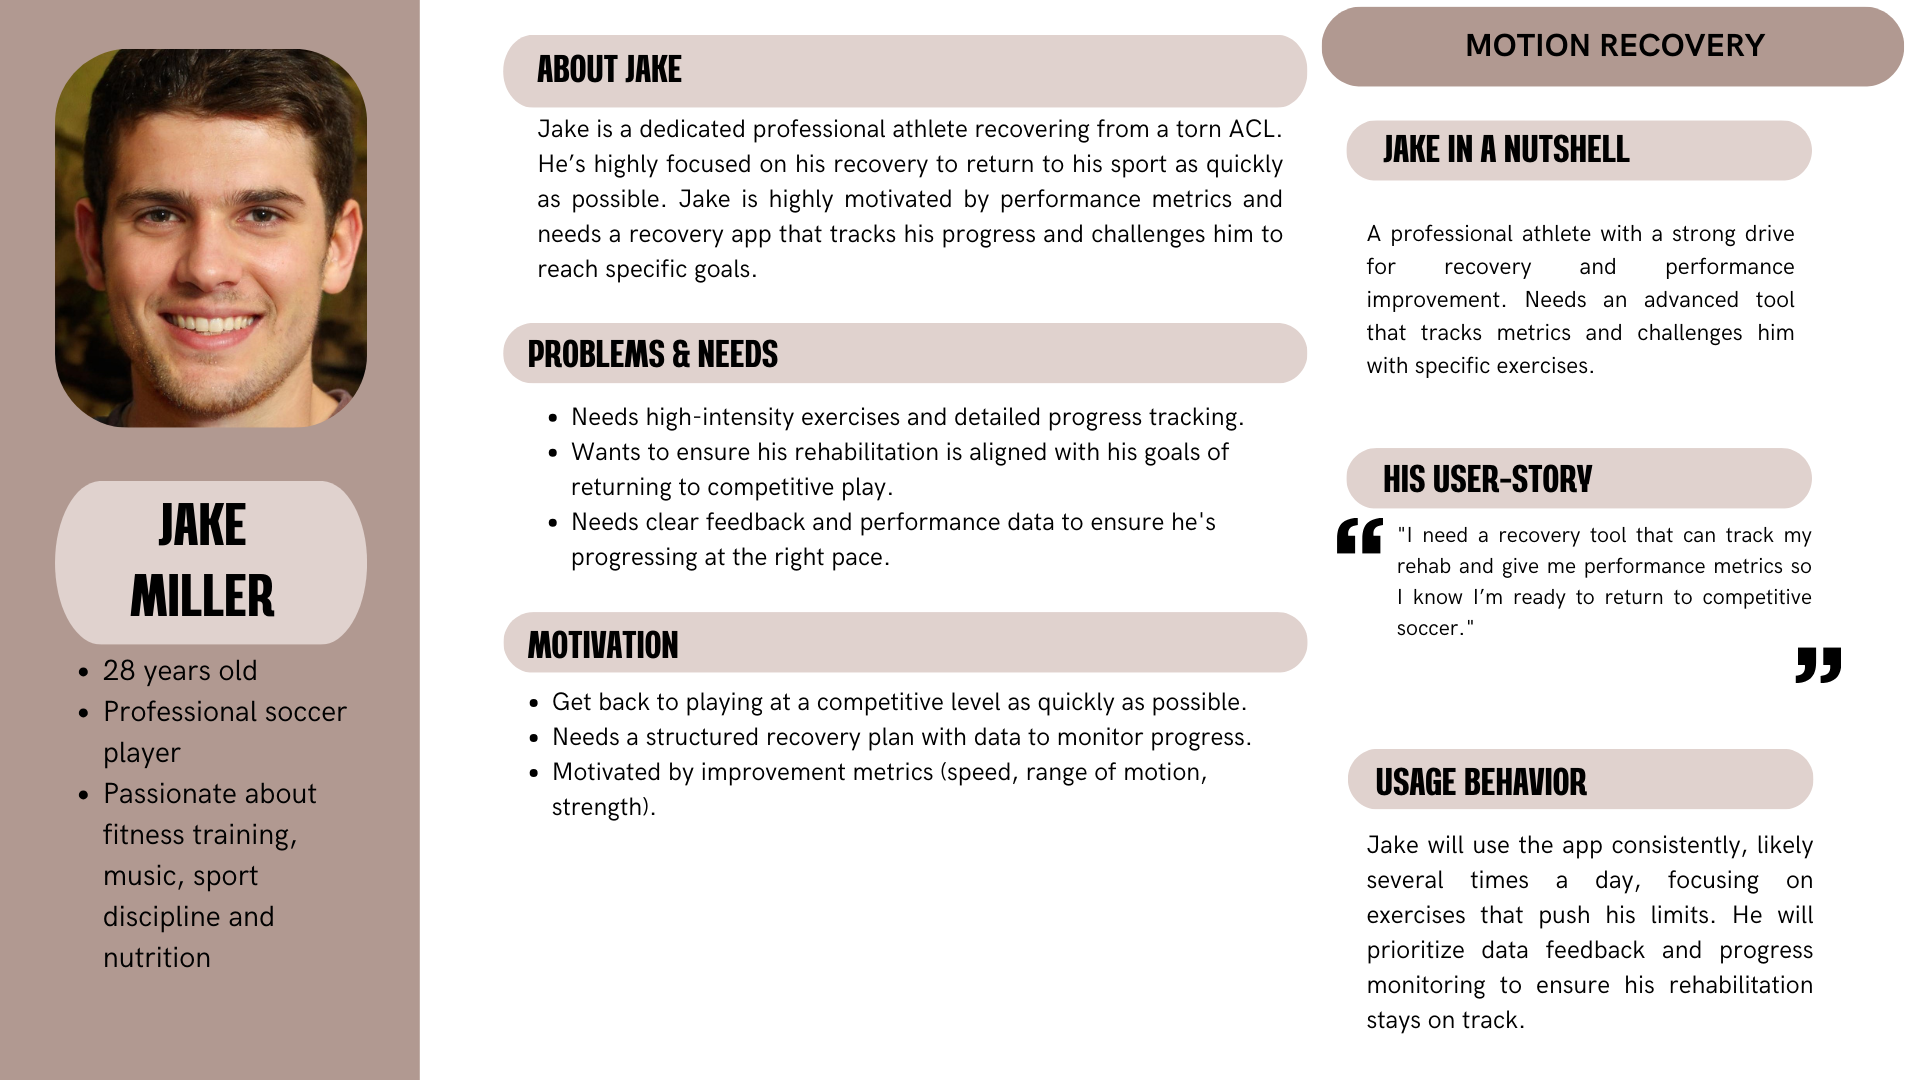 JAKE
MILLER
• 28 years old
• Professional soccer
player
• Passionate about
fitness training,
music, sport
discipline and
nutrition
ABOUT JAKE
Jake is a dedicated professional athlete recovering from a torn ACL.
He’s highly focused on his recovery to return to his sport as quickly
as possible. Jake is highly motivated by performance metrics and
needs a recovery app that tracks his progress and challenges him to
reach specific goals.
PROBLEMS & NEEDS
• Needs high-intensity exercises and detailed progress tracking.
• Wants to ensure his rehabilitation is aligned with his goals of
returning to competitive play.
• Needs clear feedback and performance data to ensure he's
progressing at the right pace.
MOTIVATION
• Get back to playing at a competitive level as quickly as possible.
• Needs a structured recovery plan with data to monitor progress.
• Motivated by improvement metrics (speed, range of motion,
strength).
MOTION RECOVERY
JAKE IN A NUTSHELL
A professional athlete with a strong drive
for recovery and performance
improvement. Needs an advanced tool
that tracks metrics and challenges him
with specific exercises.
HIS USER-STORY
“
"I need a recovery tool that can track my
rehab and give me performance metrics so
I know I’m ready to return to competitive
soccer."
”
USAGE BEHAVIOR
Jake will use the app consistently, likely
several times a day, focusing on
exercises that push his limits. He will
prioritize data feedback and progress
monitoring to ensure his rehabilitation
stays on track.